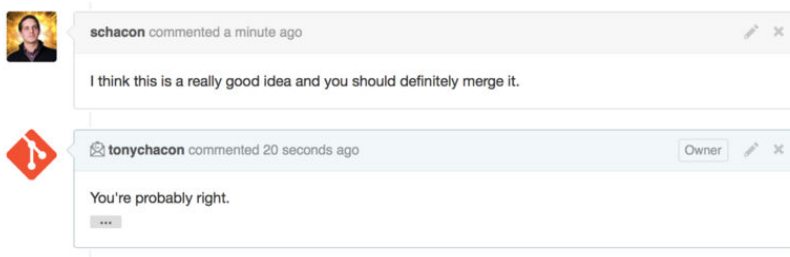 schacon commented a minute ago
I think this is a really good idea and you should definitely merge it.
tonychacon commented 20 seconds ago Owner
You're probably right.
...